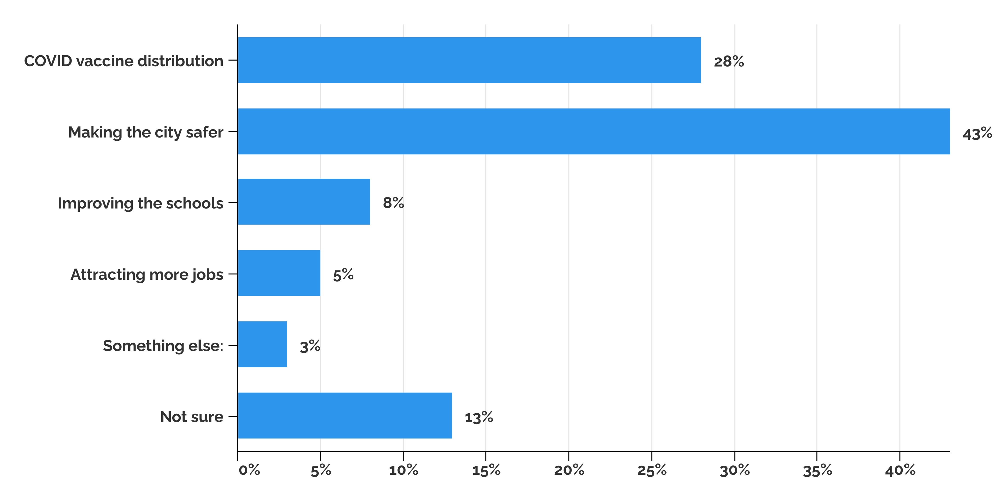 COVID vaccine distribution
28%
Making the city safer
43%
Improving the schools
8%
Attracting more jobs
5%
Something else:
3%
Not sure
13%
0% 5% 10% 15% 20% 25% 30% 35% 40%